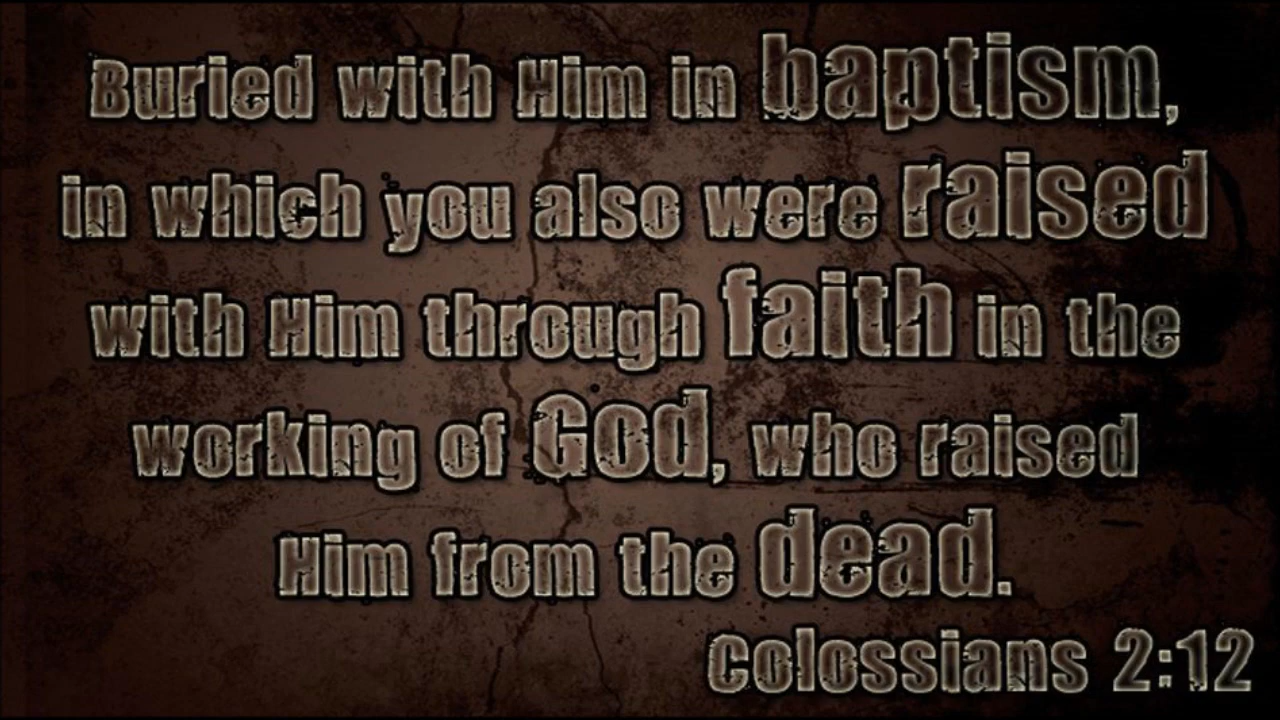 Buried with Him in baptism,
in which you also were raised
with Him through faith in the
working of God, who raised
Him from the dead.
Colossians 2:12